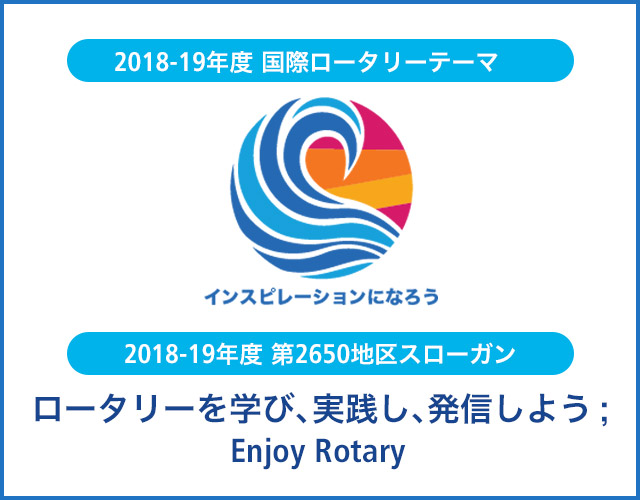 2018-19年度 国際ロータリーテーマ
インスピレーションになろう
2018-19年度 第2650地区スローガン
ロータリーを学び、実践し、発信しよう ;
Enjoy Rotary